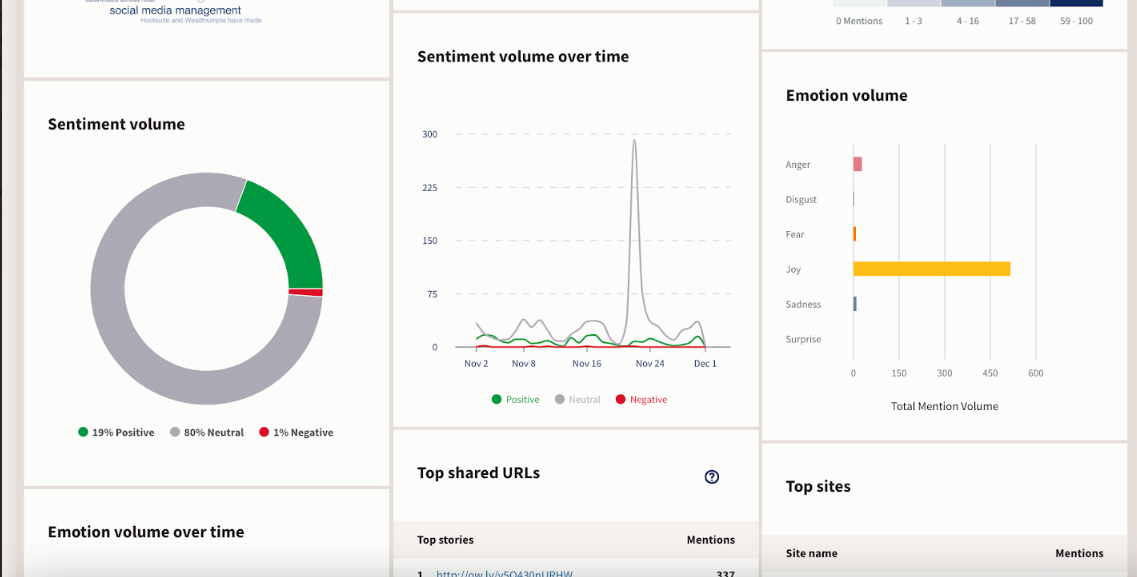 social media management
Hootsuite and Wealthsimple have made
Sentiment volume
19% Positive
80% Neutral
1% Negative
Emotion volume over time
Sentiment volume over time
300
225
150
75
0
Nov 2
Nov 8
Nov 16
Nov 24
Dec 1
Positive
Neutral
Negative
Top shared URLs
?
Top stories
Mentions
1
337
0 Mentions
1 - 3
4 - 16
17 - 58
59 - 100
Emotion volume
Anger
Disgust
Fear
Joy
Sadness
Surprise
0
150
300
450
600
Total Mention Volume
Top sites
Site name
Mentions